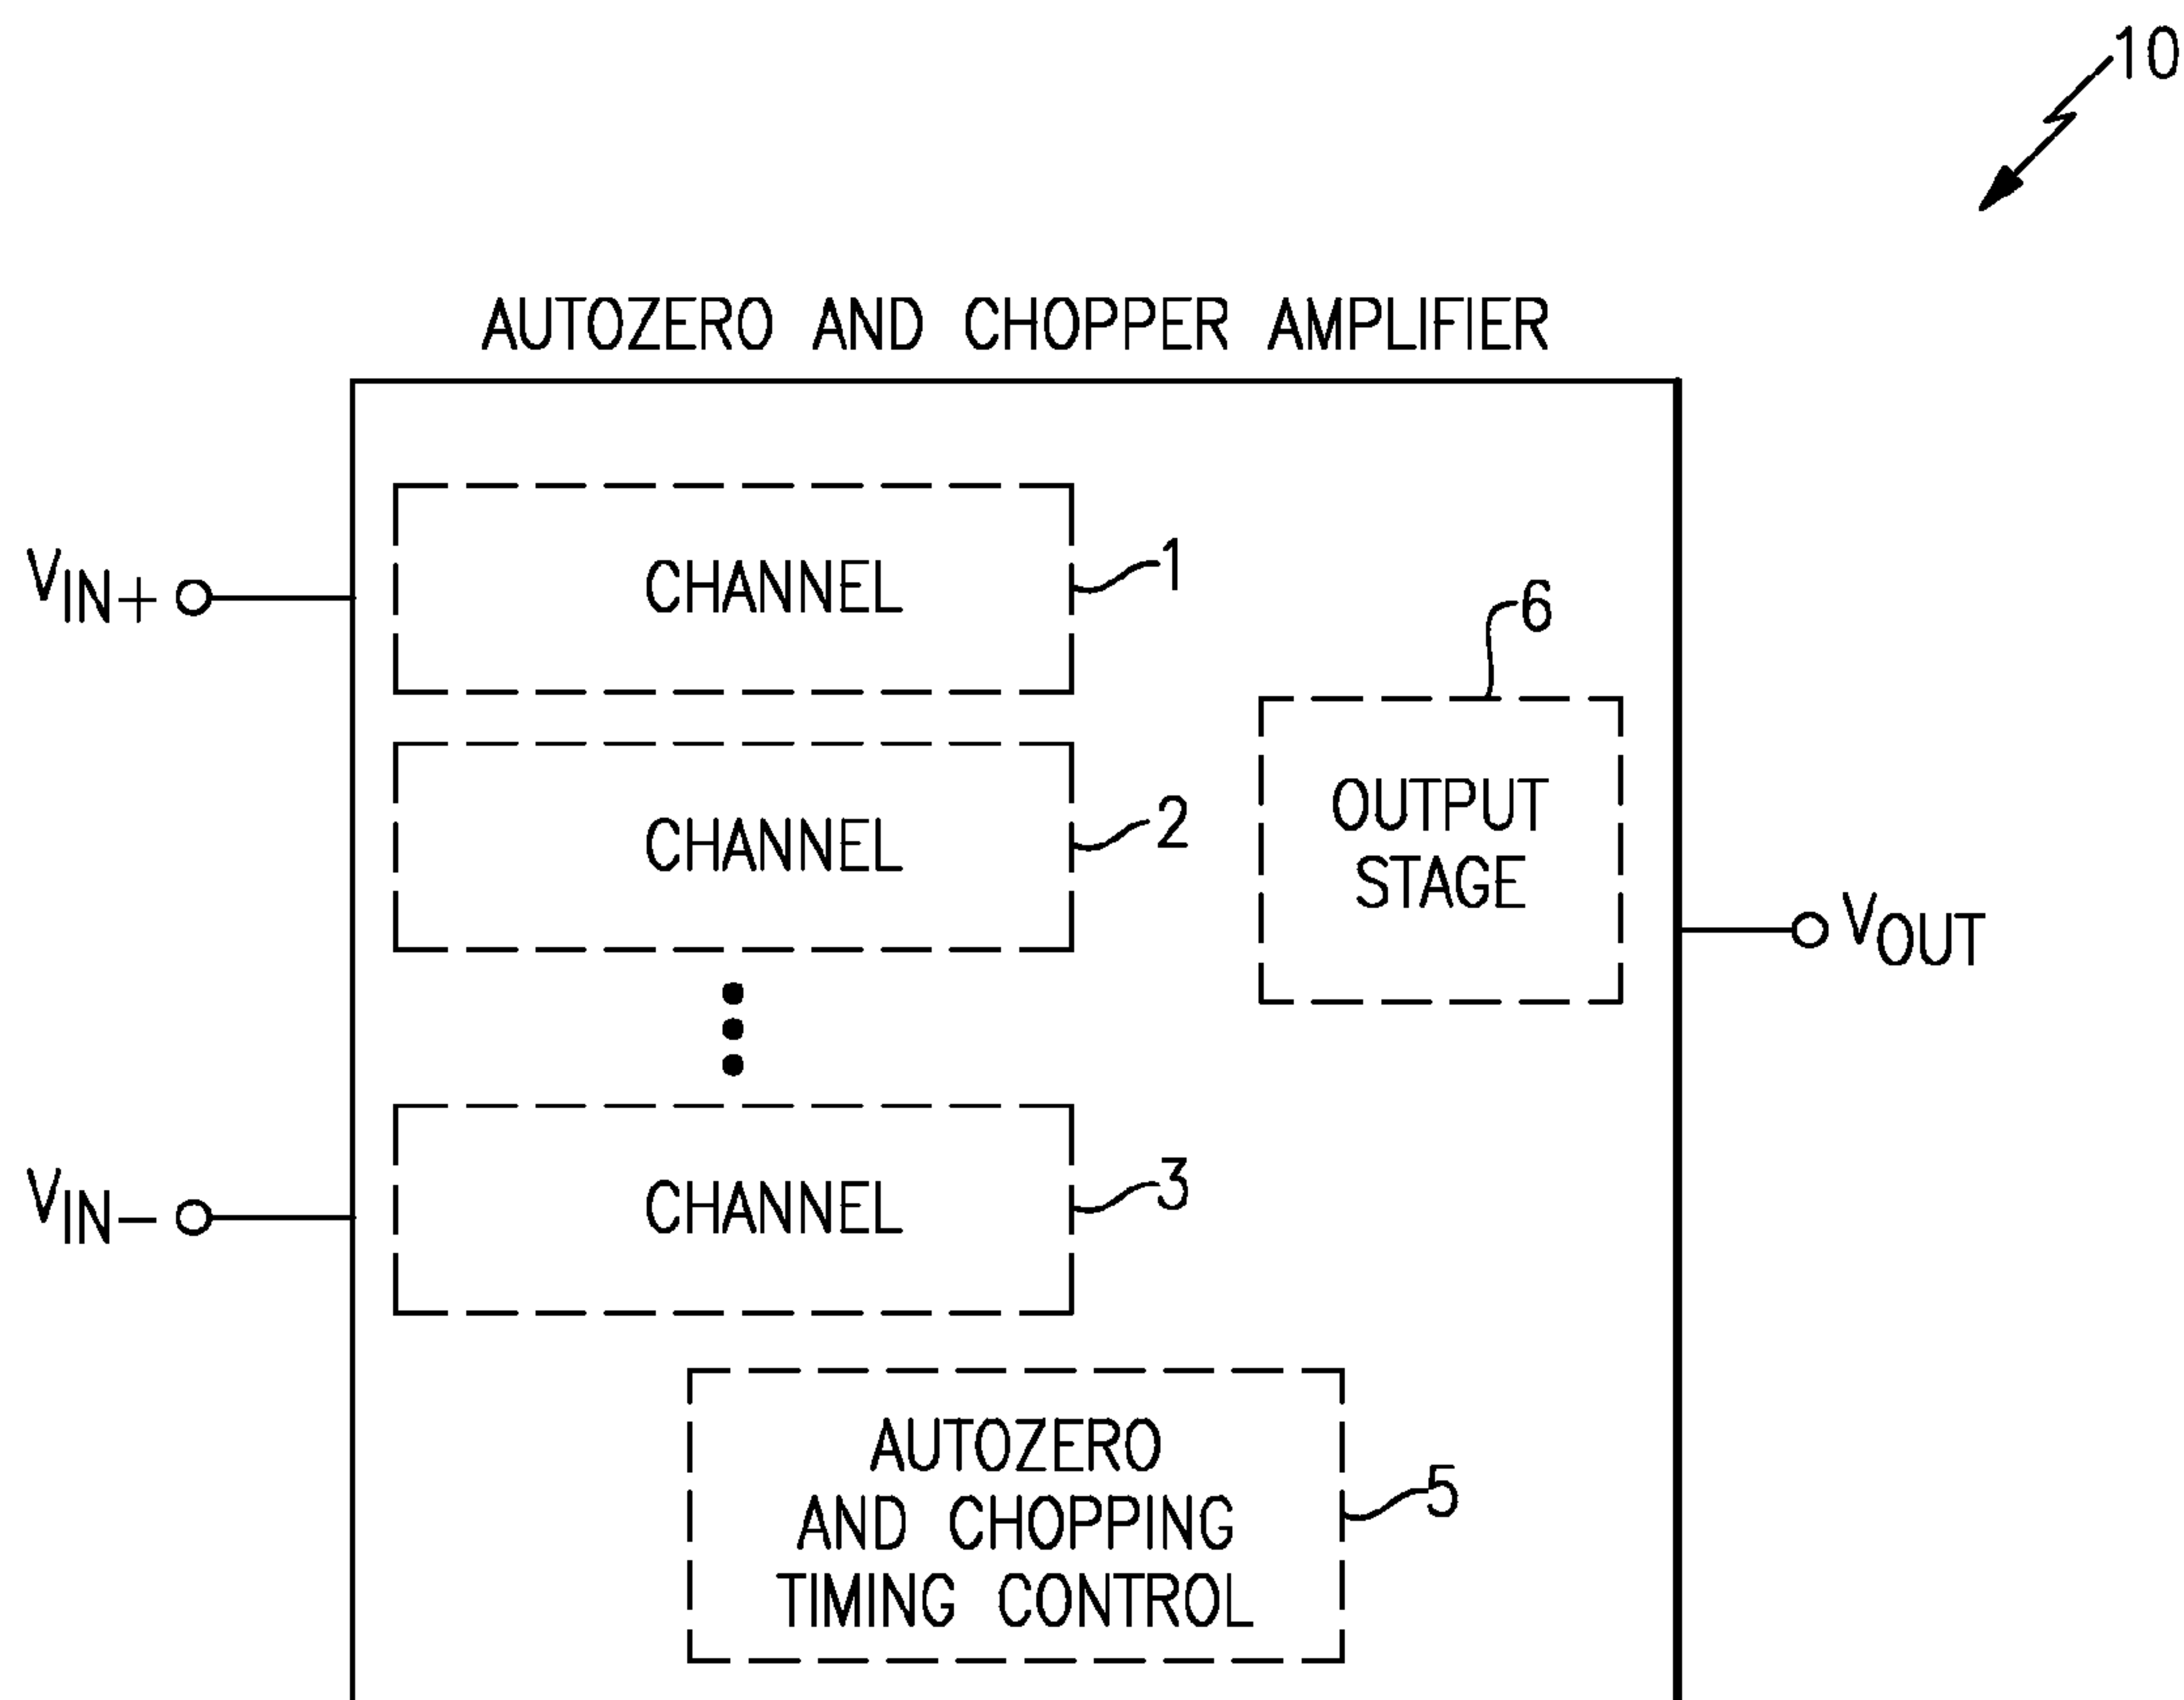 10
AUTOZERO AND CHOPPER AMPLIFIER
CHANNEL
1
VIN+
6
CHANNEL
2
OUTPUT
STAGE
VOUT
CHANNEL
3
VIN−
AUTOZERO
AND CHOPPING
TIMING CONTROL
5